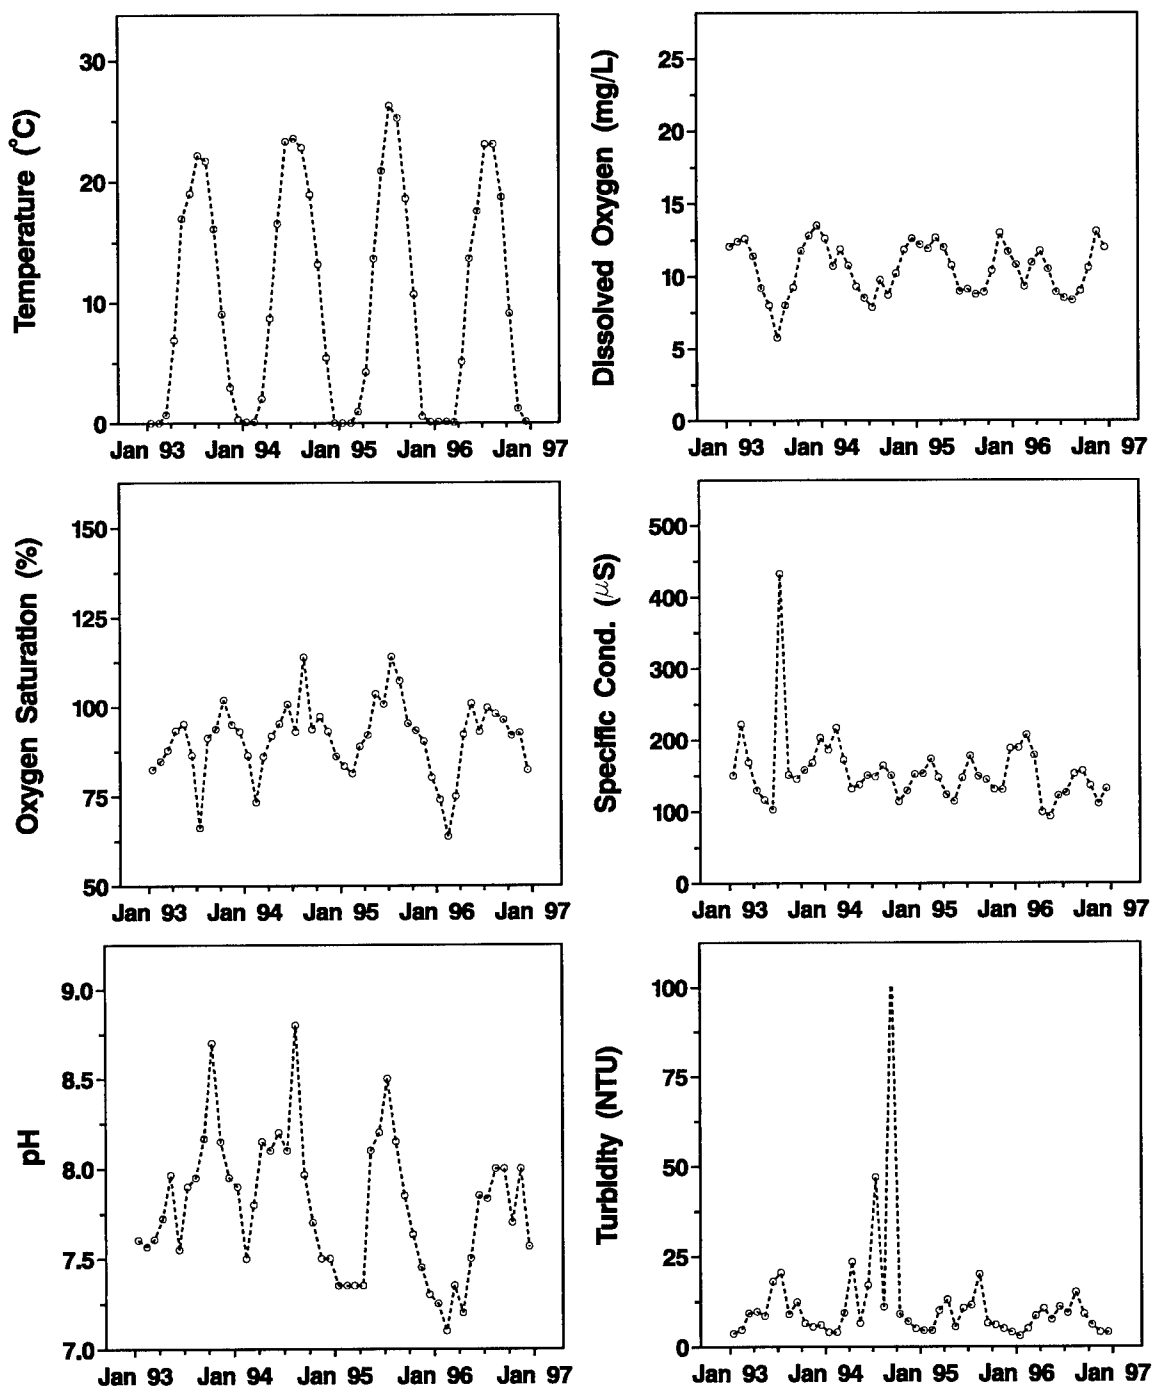 Temperature (°C)
30
20
10
0
Jan 93 Jan 94 Jan 95 Jan 96 Jan 97
Dissolved Oxygen (mg/L)
25
20
15
10
5
0
Jan 93 Jan 94 Jan 95 Jan 96 Jan 97
Oxygen Saturation (%)
150
125
100
75
50
Jan 93 Jan 94 Jan 95 Jan 96 Jan 97
Specific Cond. (μS)
500
400
300
200
100
0
Jan 93 Jan 94 Jan 95 Jan 96 Jan 97
pH
9.0
8.5
8.0
7.5
7.0
Jan 93 Jan 94 Jan 95 Jan 96 Jan 97
Turbidity (NTU)
100
75
50
25
0
Jan 93 Jan 94 Jan 95 Jan 96 Jan 97